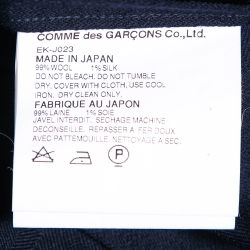 COMME des GARÇONS Co.,Ltd.
EK-J023
MADE IN JAPAN
99% WOOL 1% SILK
DO NOT BLEACH. DO NOT TUMBLE
DRY. COVER WITH CLOTH, USE COOL
IRON. DRY CLEAN ONLY.
FABRIQUÉ AU JAPON
99% LAINE 1% SOIE
JAVEL INTERDIT. SECHAGE MACHINE
DECONSEILLE. REPASSER A FER DOUX
AVEC PATTEMOUILLE. NETTOYAGE A SEC
P